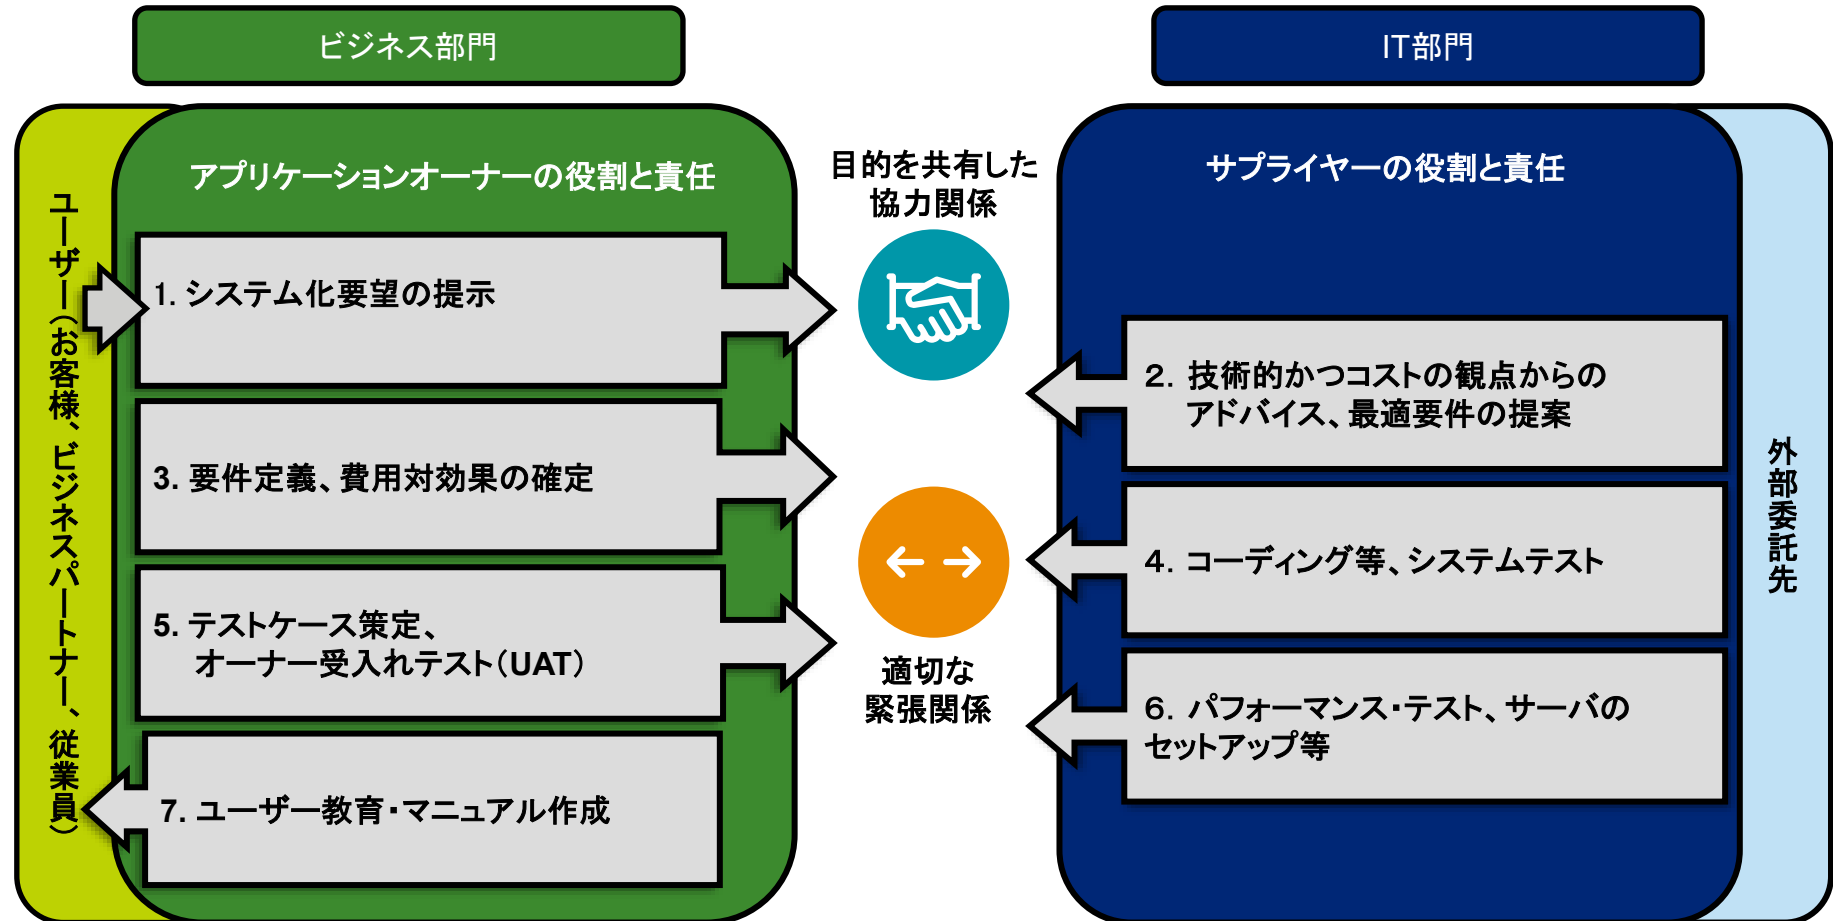 ビジネス部門
IT部門
ユーザー(お客様、ビジネスパートナー、従業員)
アプリケーションオーナーの役割と責任
1. システム化要望の提示
3. 要件定義、費用対効果の確定
5. テストケース策定、
オーナー受入れテスト(UAT)
7. ユーザー教育・マニュアル作成
目的を共有した
協力関係
適切な
緊張関係
サプライヤーの役割と責任
2. 技術的かつコストの観点からの
アドバイス、最適要件の提案
4. コーディング等、システムテスト
6. パフォーマンス・テスト、サーバの
セットアップ等
外部委託先